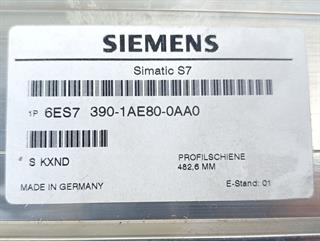 SIEMENS
Simatic S7
1P 6ES7 390-1AE80-0AA0
S KXND
PROFILSCHIENE
482,6 MM
MADE IN GERMANY
E-Stand: 01